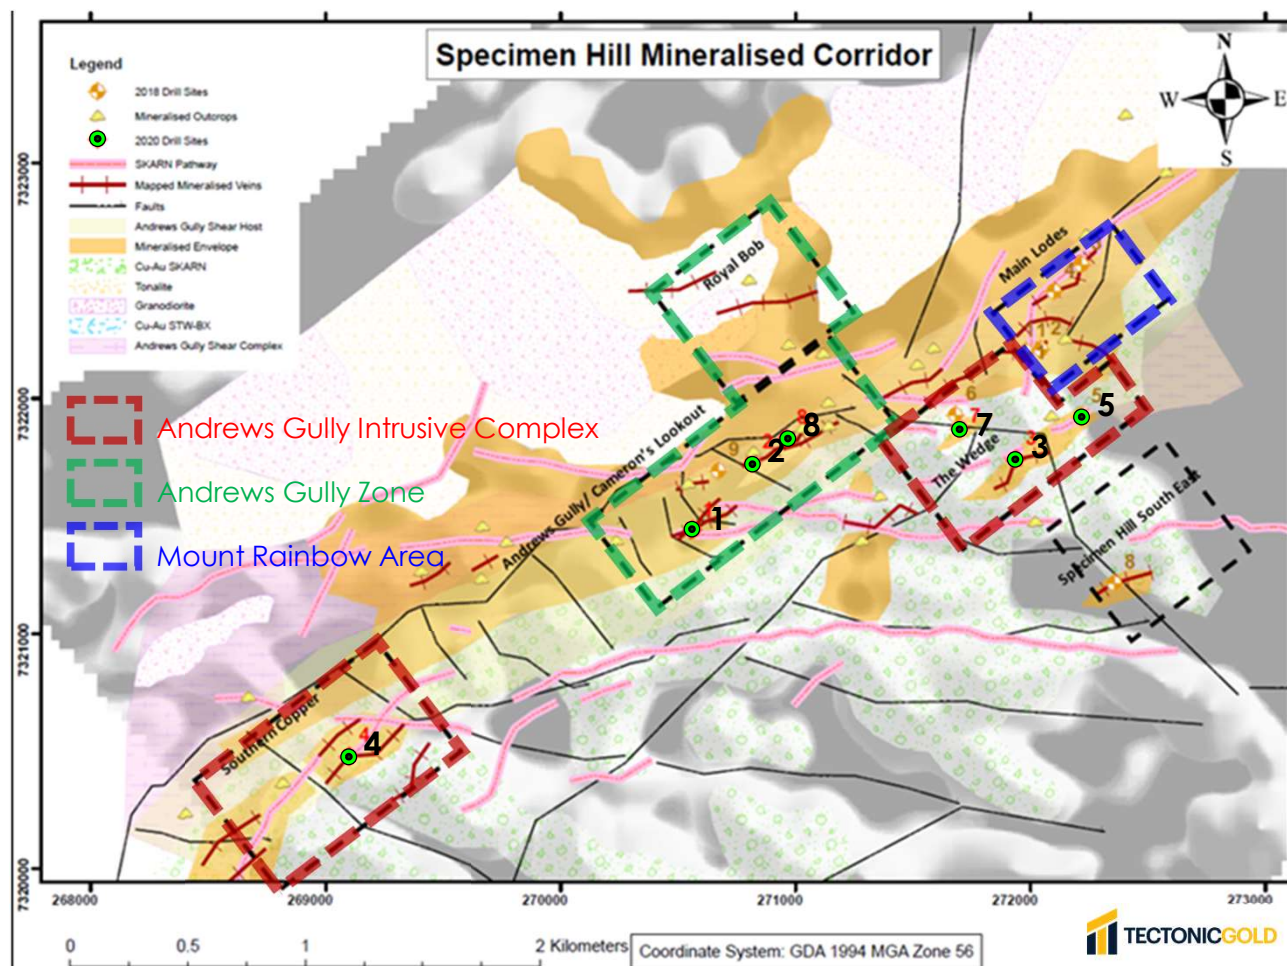 Specimen Hill Mineralised Corridor
N
W
E
S
Legend
2018 Drill Sites
Mineralised Outcrops
2020 Drill Sites
SKARN Pathway
Mapped Mineralised Veins
Faults
Andrews Gully Shear Host
Mineralised Envelope
Cu-Au SKARN
Tonalite
Granodiorite
Cu-Au STW-BX
Andrews Gully Shear Complex
Andrews Gully Intrusive Complex
Andrews Gully Zone
Mount Rainbow Area
Royal Bob
Main Lodes
Andrews Gully/ Cameron's Lookout
The Wedge
Specimen Hill South East
Southern Copper
1
2
3
4
5
7
8
6
9
8
7323000
7322000
7321000
7320000
268000
269000
270000
271000
272000
273000
0
0.5
1
2 Kilometers
Coordinate System: GDA 1994 MGA Zone 56
TECTONICGOLD